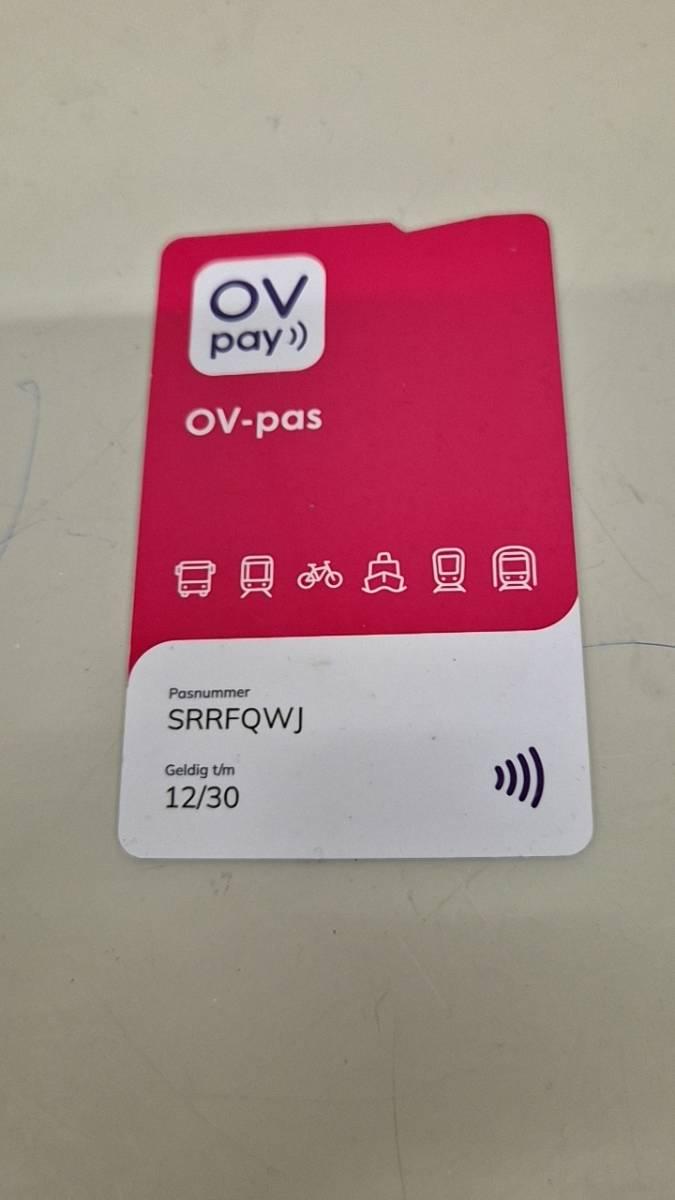 OV
pay
OV-pas
Pasnummer
SRRFQWJ
Geldig t/m
12/30